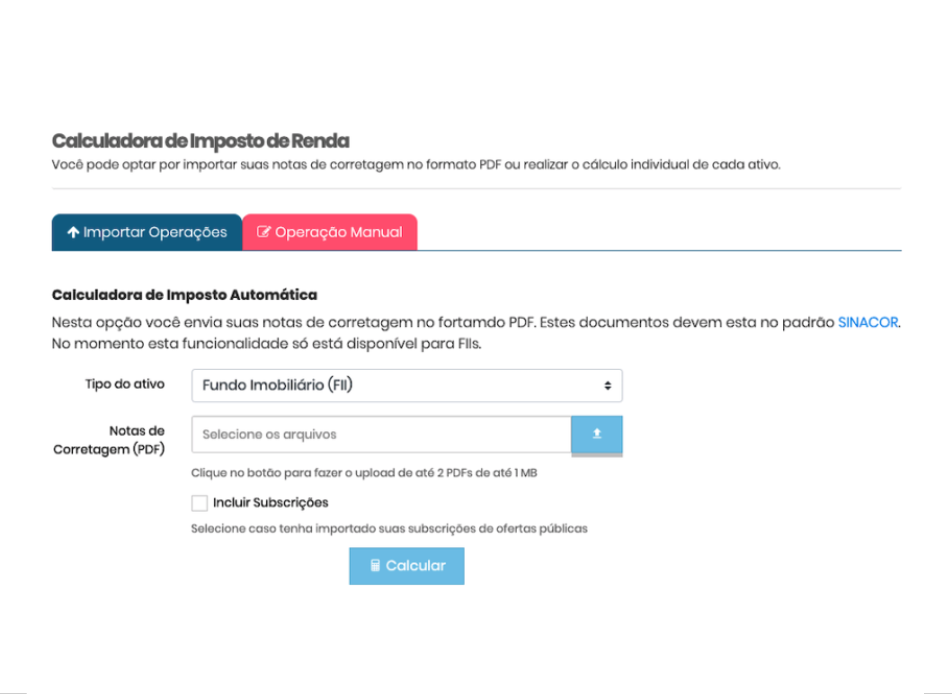 Calculadora de Imposto de Renda
Você pode optar por importar suas notas de corretagem no formato PDF ou realizar o cálculo individual de cada ativo.
Importar Operações
Operação Manual
Calculadora de Imposto Automática
Nesta opção você envia suas notas de corretagem no fortamdo PDF. Estes documentos devem esta no padrão SINACOR.
No momento esta funcionalidade só está disponível para FIIs.
Tipo do ativo
Fundo Imobiliário (FII)
Notas de
Corretagem (PDF)
Selecione os arquivos
Clique no botão para fazer o upload de até 2 PDFs de até 1 MB
Incluir Subscrições
Selecione caso tenha importado suas subscrições de ofertas públicas
Calcular